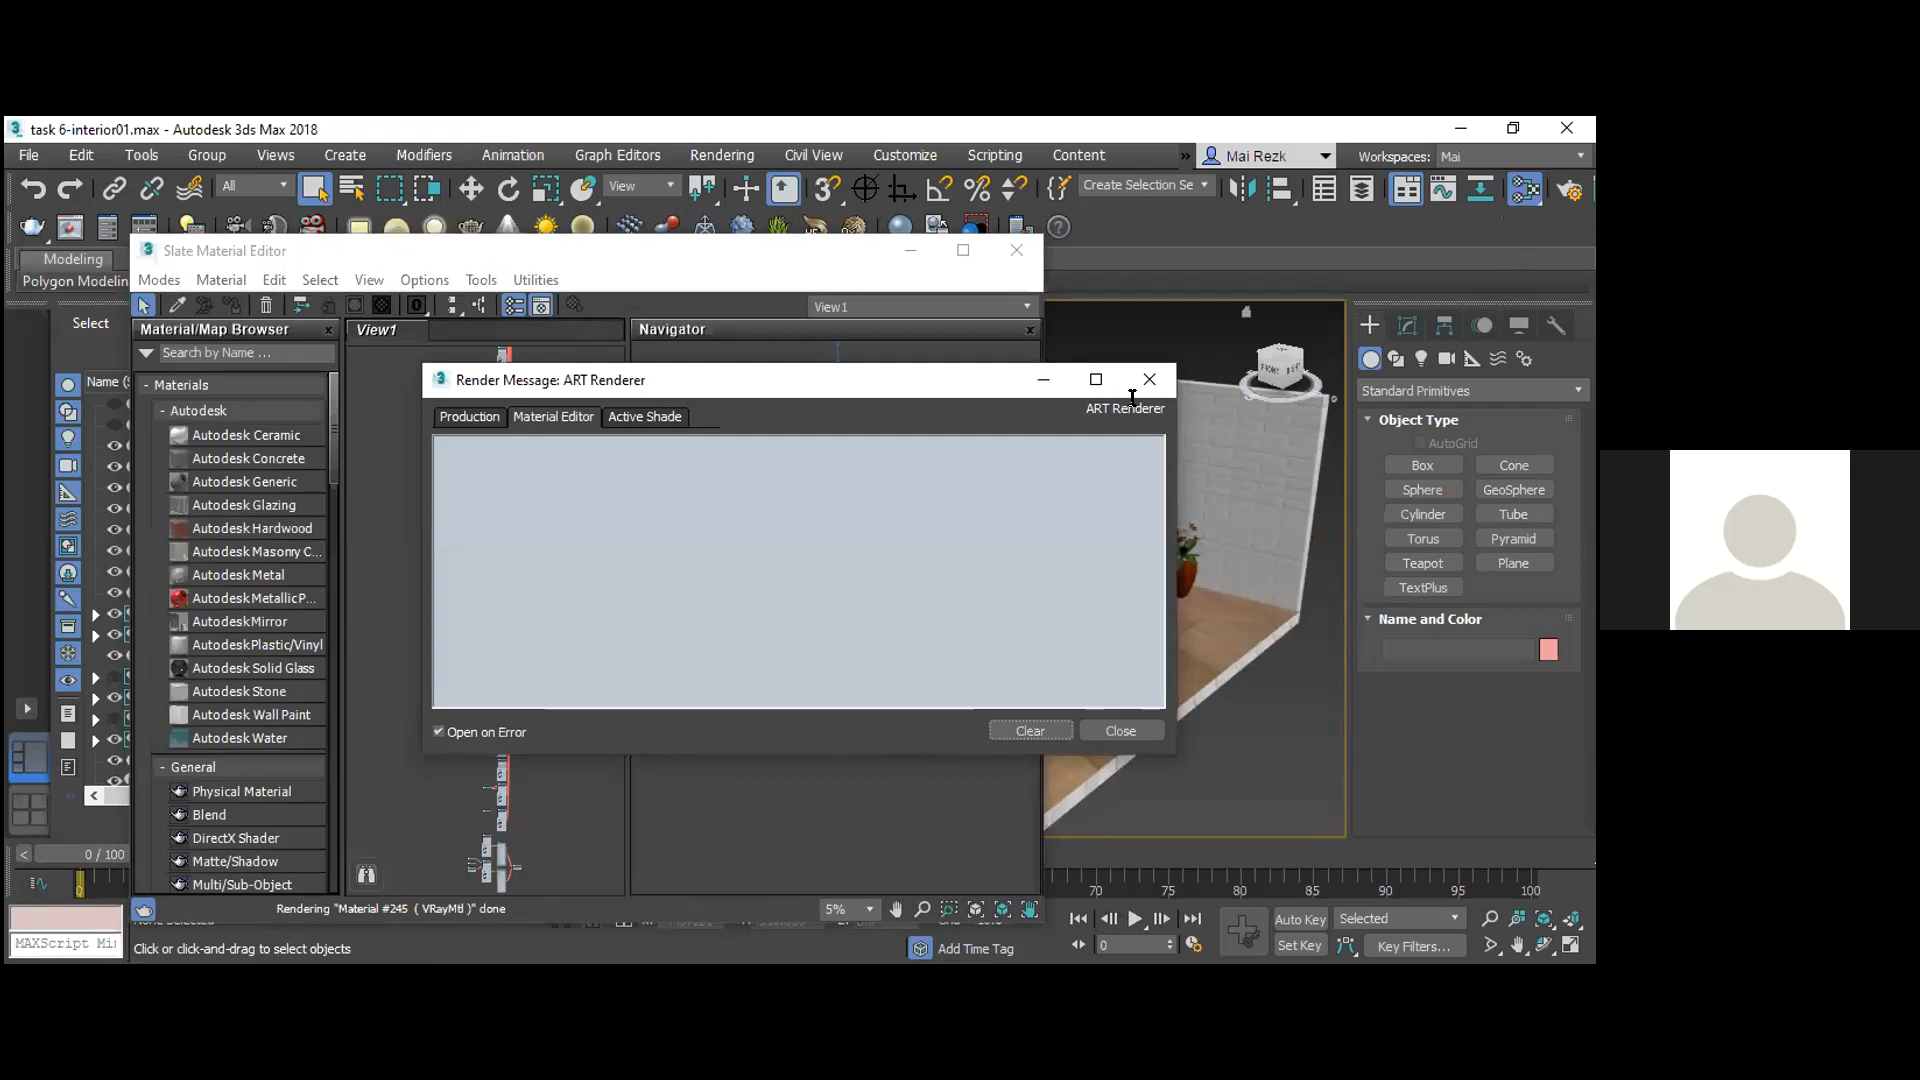 task 6-interior01.max - Autodesk 3ds Max 2018
File Edit Tools Group Views Create Modifiers Animation Graph Editors Rendering Civil View Customize Scripting Content » Mai Rezk Workspaces: Mai
All View Create Selection Se
Modeling
Polygon Modelin
Slate Material Editor
Modes Material Edit Select View Options Tools Utilities
View1
Select
Material/Map Browser
View1
Navigator
Search by Name ...
Name (S
- Materials
- Autodesk
Autodesk Ceramic
Autodesk Concrete
Autodesk Generic
Autodesk Glazing
Autodesk Hardwood
Autodesk Masonry C...
Autodesk Metal
Autodesk Metallic P...
Autodesk Mirror
Autodesk Plastic/Vinyl
Autodesk Solid Glass
Autodesk Stone
Autodesk Wall Paint
Autodesk Water
- General
Physical Material
Blend
DirectX Shader
Matte/Shadow
Multi/Sub-Object
Render Message: ART Renderer
Production Material Editor Active Shade
ART Renderer
Open on Error
Clear Close
FRONT
Standard Primitives
Object Type
AutoGrid
Box Cone
Sphere GeoSphere
Cylinder Tube
Torus Pyramid
Teapot Plane
TextPlus
Name and Color
0 / 100
0
70 75 80 85 90 95 100
Rendering "Material #245 ( VRayMtl )" done
5%
MAXScript Mi
Click or click-and-drag to select objects
Add Time Tag
0
Auto Key Selected
Set Key Key Filters...